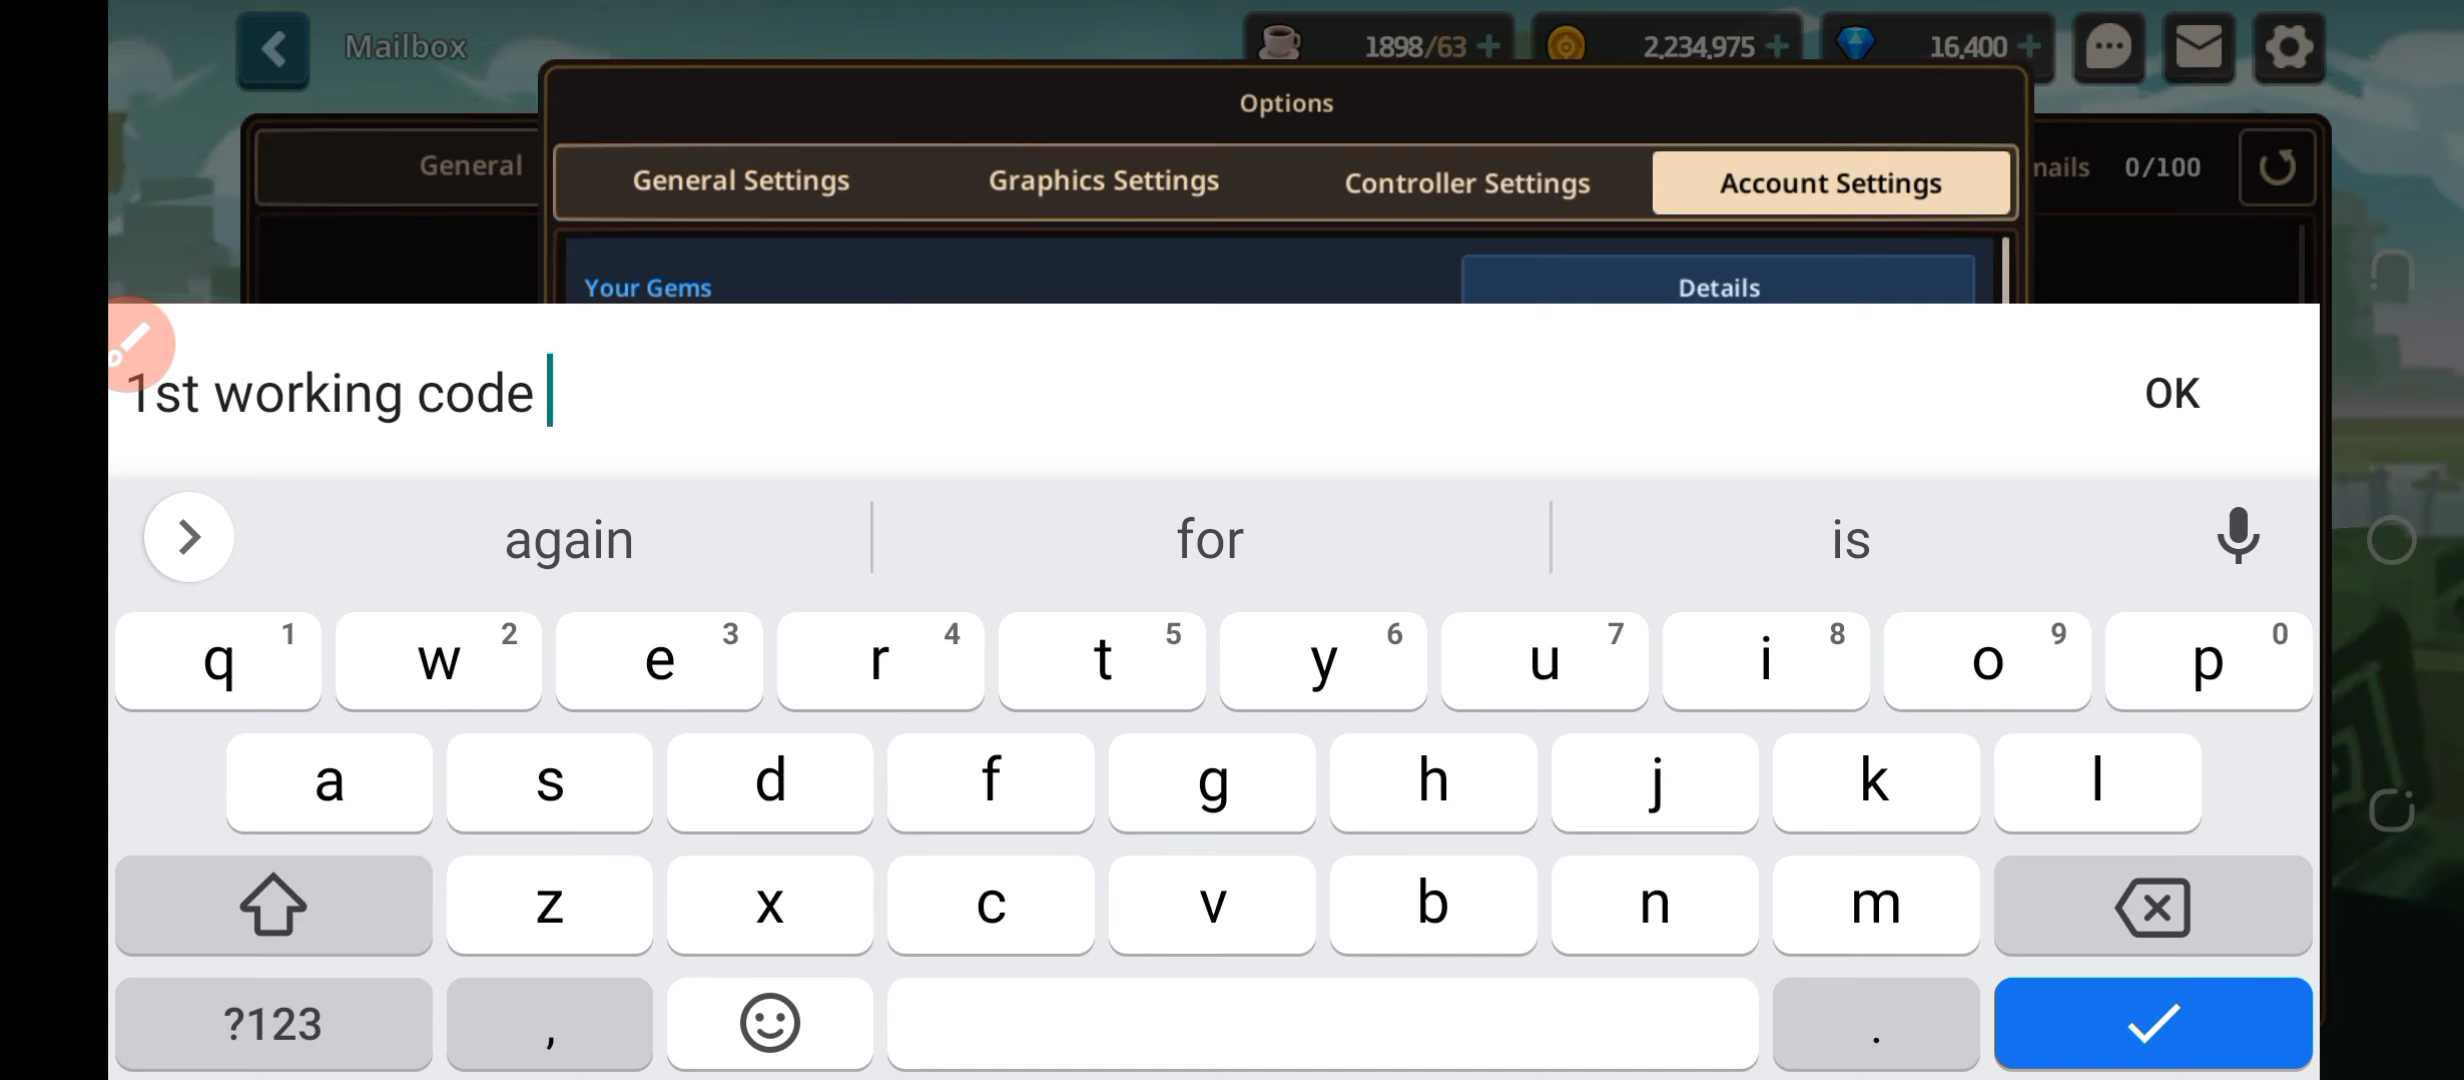 Mailbox
1898/63 +
2,234,975 +
16,400 +
Options
General
General Settings
Graphics Settings
Controller Settings
Account Settings
mails 0/100
Your Gems
Details
1st working code
OK
again
for
is
q 1 w 2 e 3 r 4 t 5 y 6 u 7 i 8 o 9 p 0
a s d f g h j k l
z x c v b n m
?123 , .